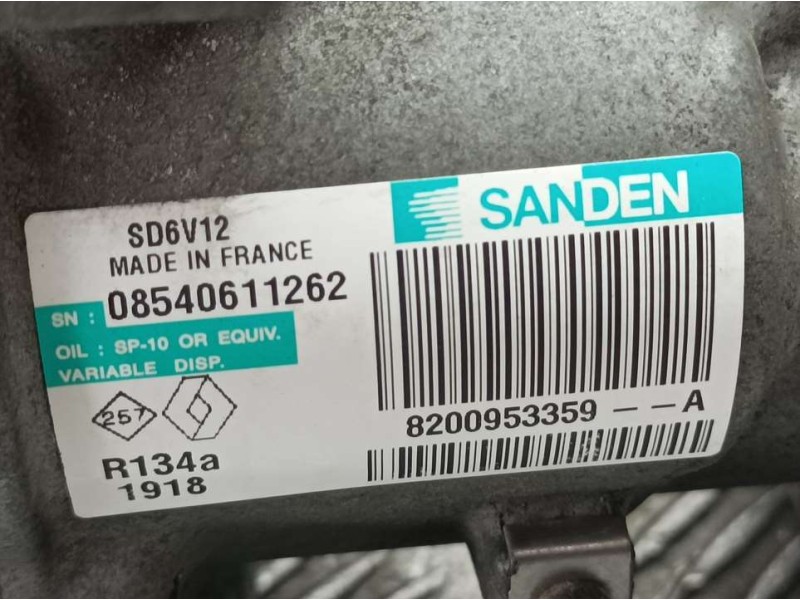 SANDEN
SD6V12
MADE IN FRANCE
SN : 08540611262
OIL : SP-10 OR EQUIV.
VARIABLE DISP.
257
R134a
1918
8200953359 -- A